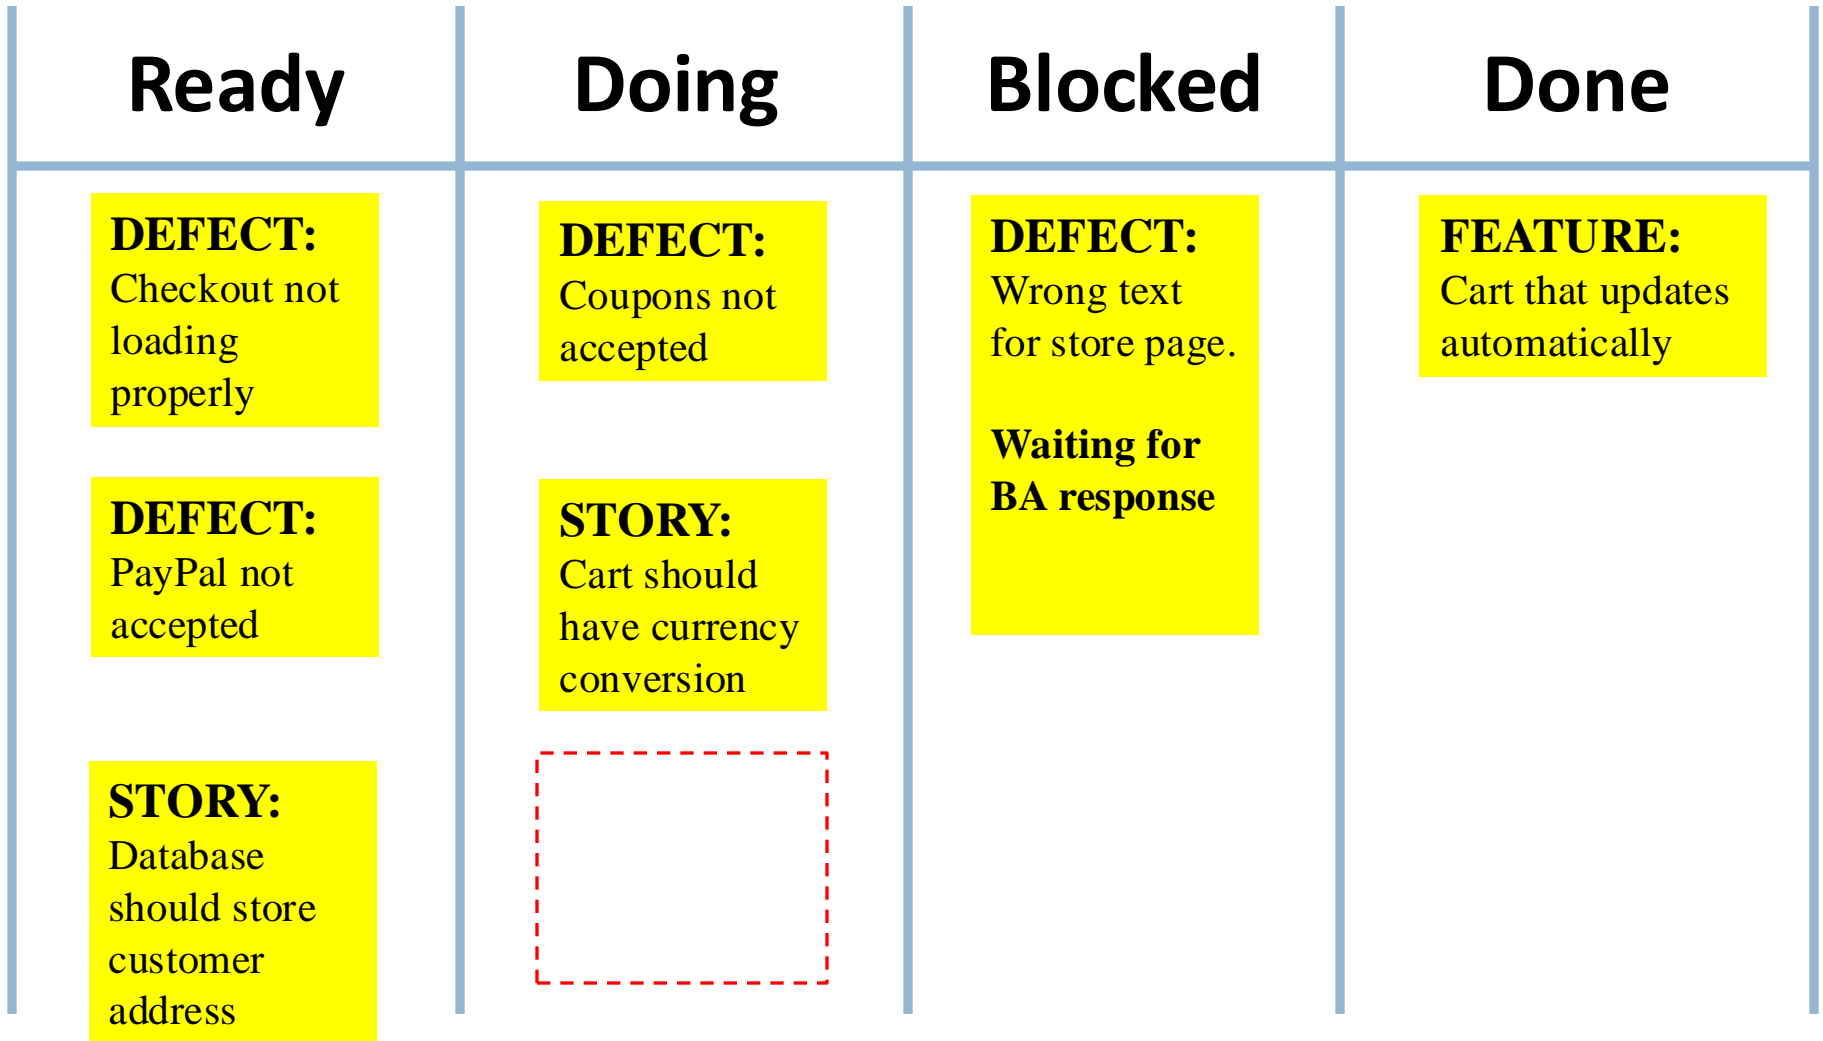 Ready
Doing
Blocked
Done
DEFECT:
Checkout not
loading
properly
DEFECT:
PayPal not
accepted
STORY:
Database
should store
customer
address
DEFECT:
Coupons not
accepted
STORY:
Cart should
have currency
conversion
DEFECT:
Wrong text
for store page.
Waiting for
BA response
FEATURE:
Cart that updates
automatically